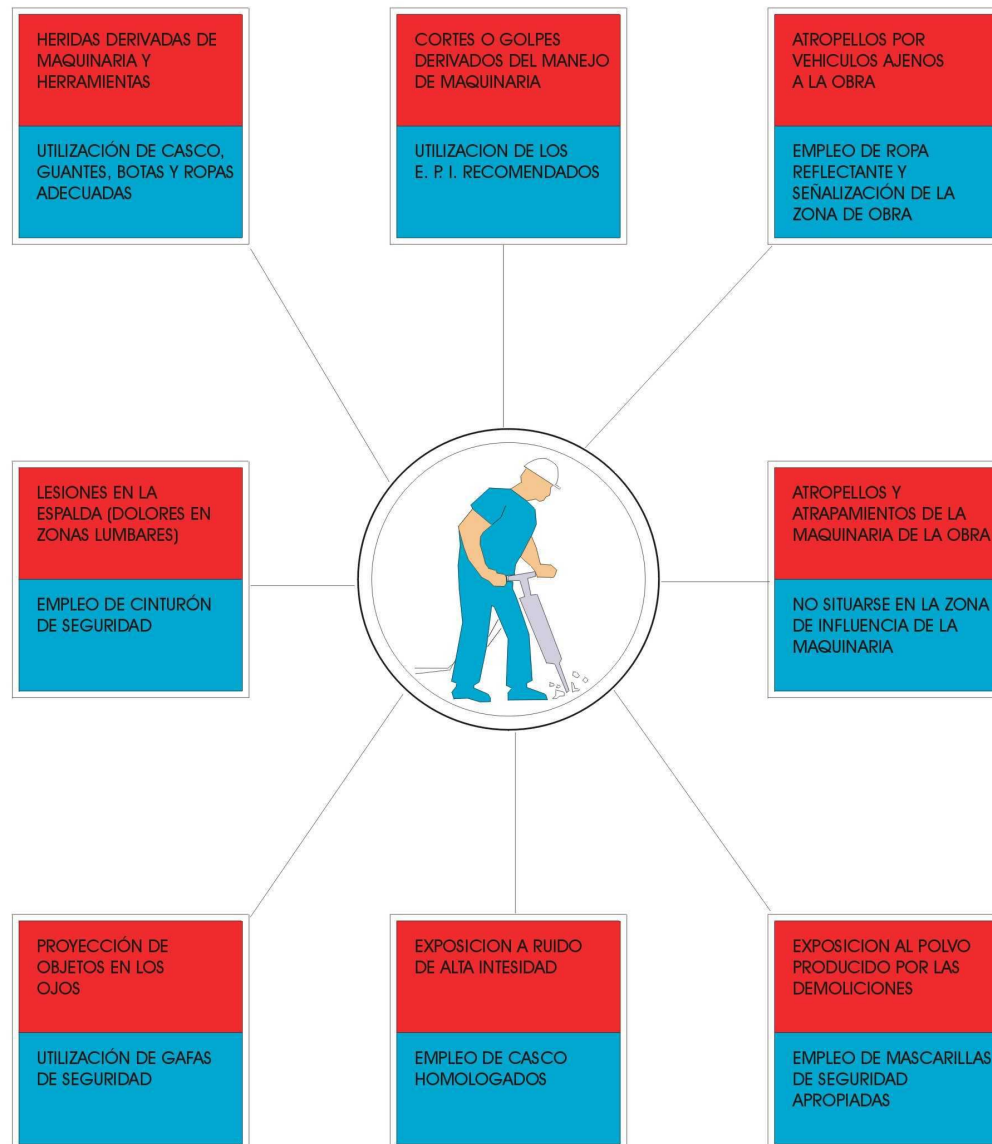 HERIDAS DERIVADAS DE
MAQUINARIA Y
HERRAMIENTAS
UTILIZACIÓN DE CASCO,
GUANTES, BOTAS Y ROPAS
ADECUADAS
CORTES O GOLPES
DERIVADOS DEL MANEJO
DE MAQUINARIA
UTILIZACION DE LOS
E. P. I. RECOMENDADOS
ATROPELLOS POR
VEHICULOS AJENOS
A LA OBRA
EMPLEO DE ROPA
REFLECTANTE Y
SEÑALIZACIÓN DE LA
ZONA DE OBRA
LESIONES EN LA
ESPALDA (DOLORES EN
ZONAS LUMBARES)
EMPLEO DE CINTURÓN
DE SEGURIDAD
ATROPELLOS Y
ATRAPAMIENTOS DE LA
MAQUINARIA DE LA OBRA
NO SITUARSE EN LA ZONA
DE INFLUENCIA DE LA
MAQUINARIA
PROYECCIÓN DE
OBJETOS EN LOS
OJOS
UTILIZACIÓN DE GAFAS
DE SEGURIDAD
EXPOSICION A RUIDO
DE ALTA INTESIDAD
EMPLEO DE CASCO
HOMOLOGADOS
EXPOSICION AL POLVO
PRODUCIDO POR LAS
DEMOLICIONES
EMPLEO DE MASCARILLAS
DE SEGURIDAD
APROPIADAS